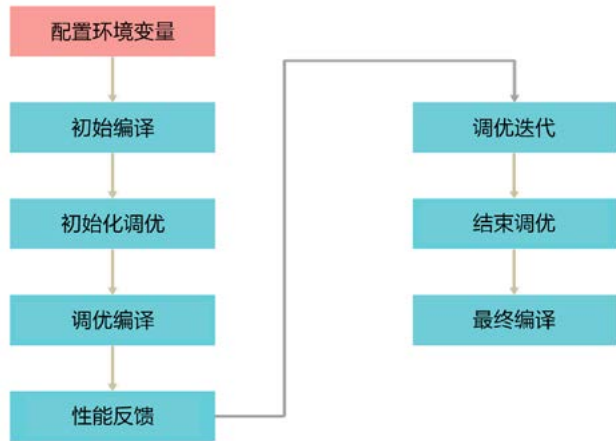 配置环境变量
初始编译
初始化调优
调优编译
性能反馈
调优迭代
结束调优
最终编译